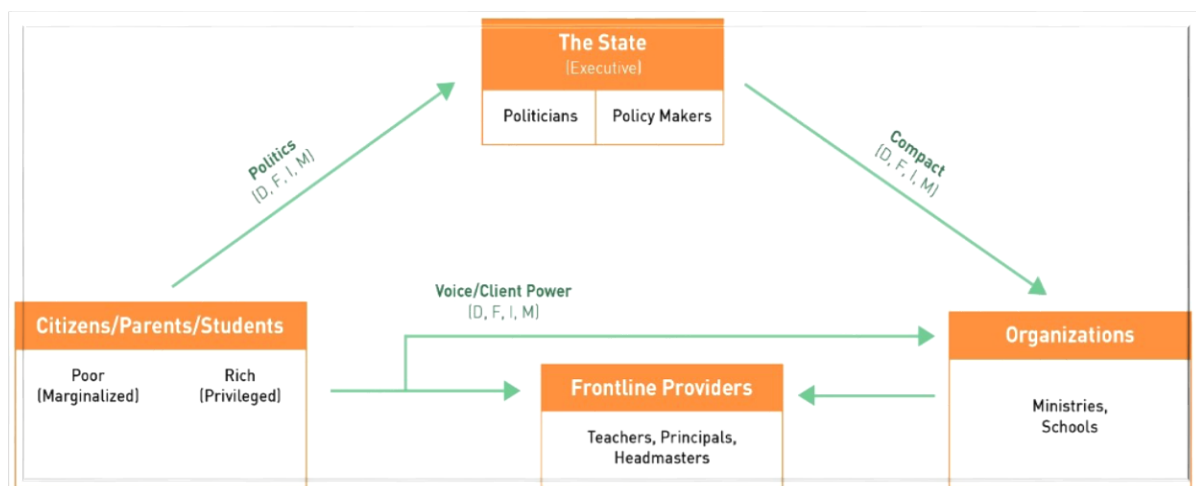 The State
(Executive)
Politicians
Policy Makers
Politics
(D, F, I, M)
Compact
(D, F, I, M)
Voice/Client Power
(D, F, I, M)
Citizens/Parents/Students
Poor
(Marginalized)
Rich
(Privileged)
Frontline Providers
Teachers, Principals,
Headmasters
Organizations
Ministries,
Schools